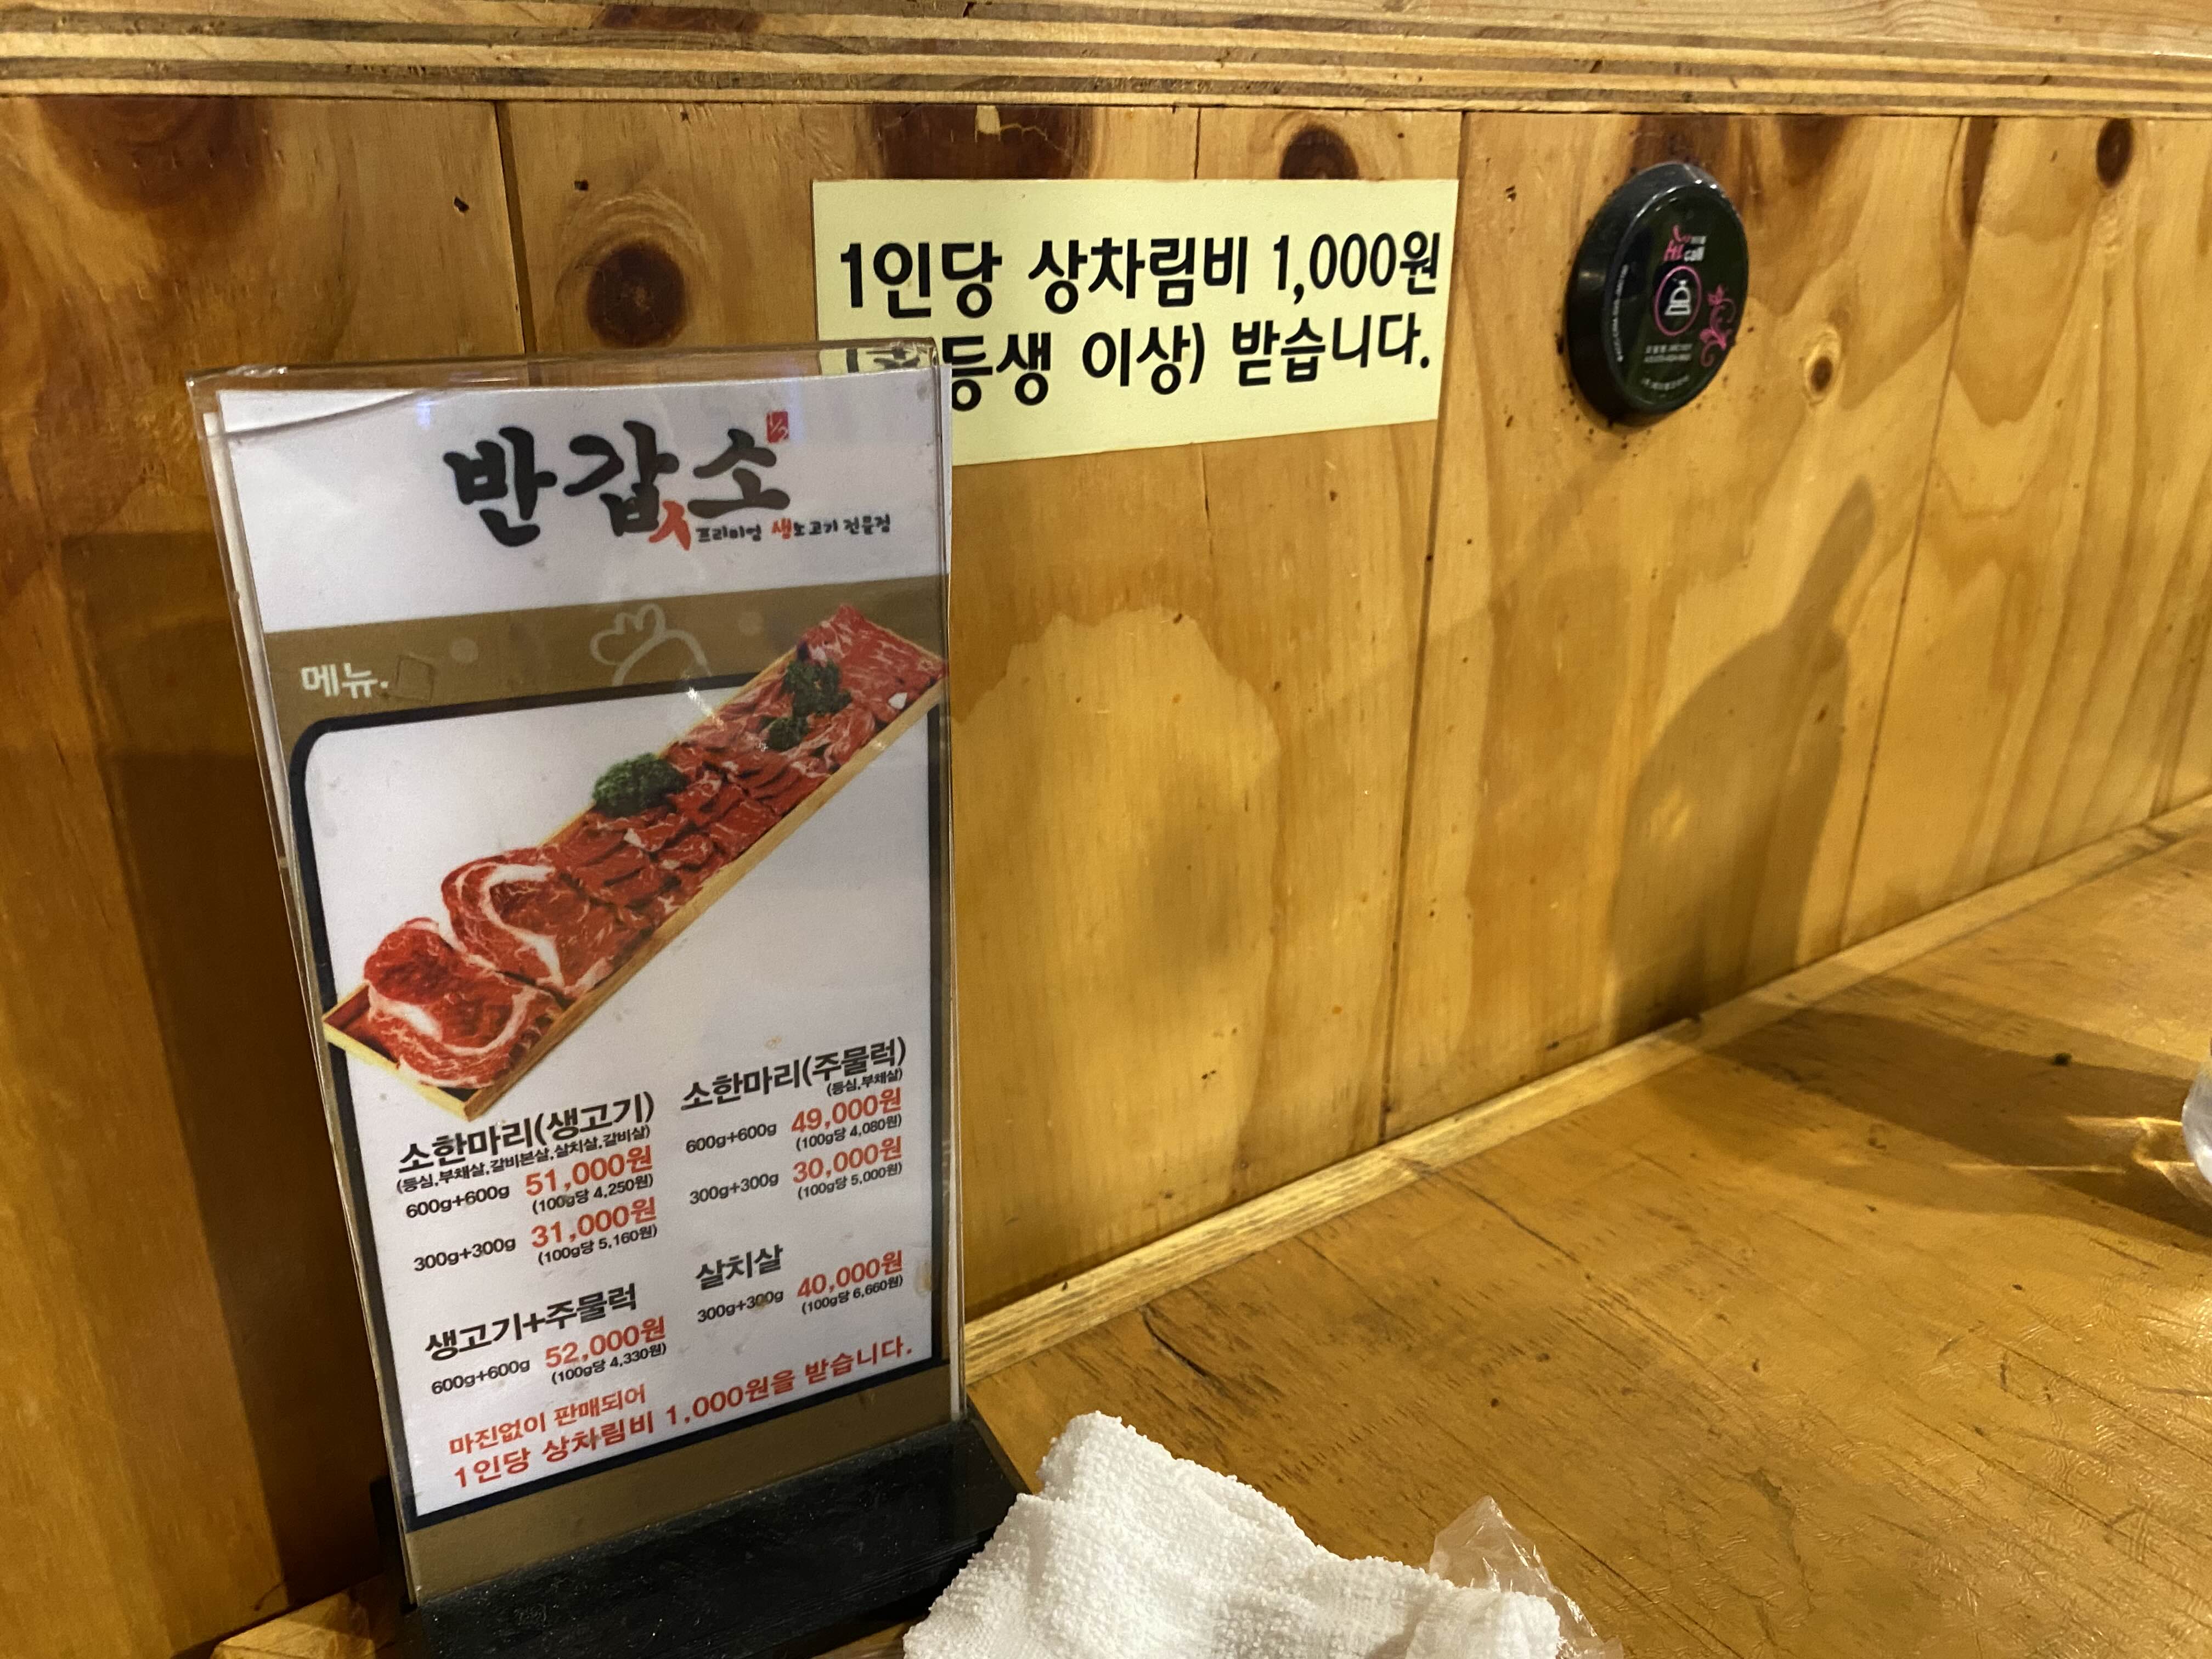 1인당 상차림비 1,000원
등생 이상) 받습니다.
Hi call
반값소
1/2
프리미엄 생소고기 전문점
메뉴.
소한마리(생고기)
(등심,부채살,갈비본살,살치살,갈비살)
600g+600g 51,000원
(100g당 4,250원)
300g+300g 31,000원
(100g당 5,160원)
소한마리(주물럭)
(등심,부채살)
600g+600g 49,000원
(100g당 4,080원)
300g+300g 30,000원
(100g당 5,000원)
생고기+주물럭
600g+600g 52,000원
(100g당 4,330원)
살치살
300g+300g 40,000원
(100g당 6,660원)
마진없이 판매되어
1인당 상차림비 1,000원을 받습니다.